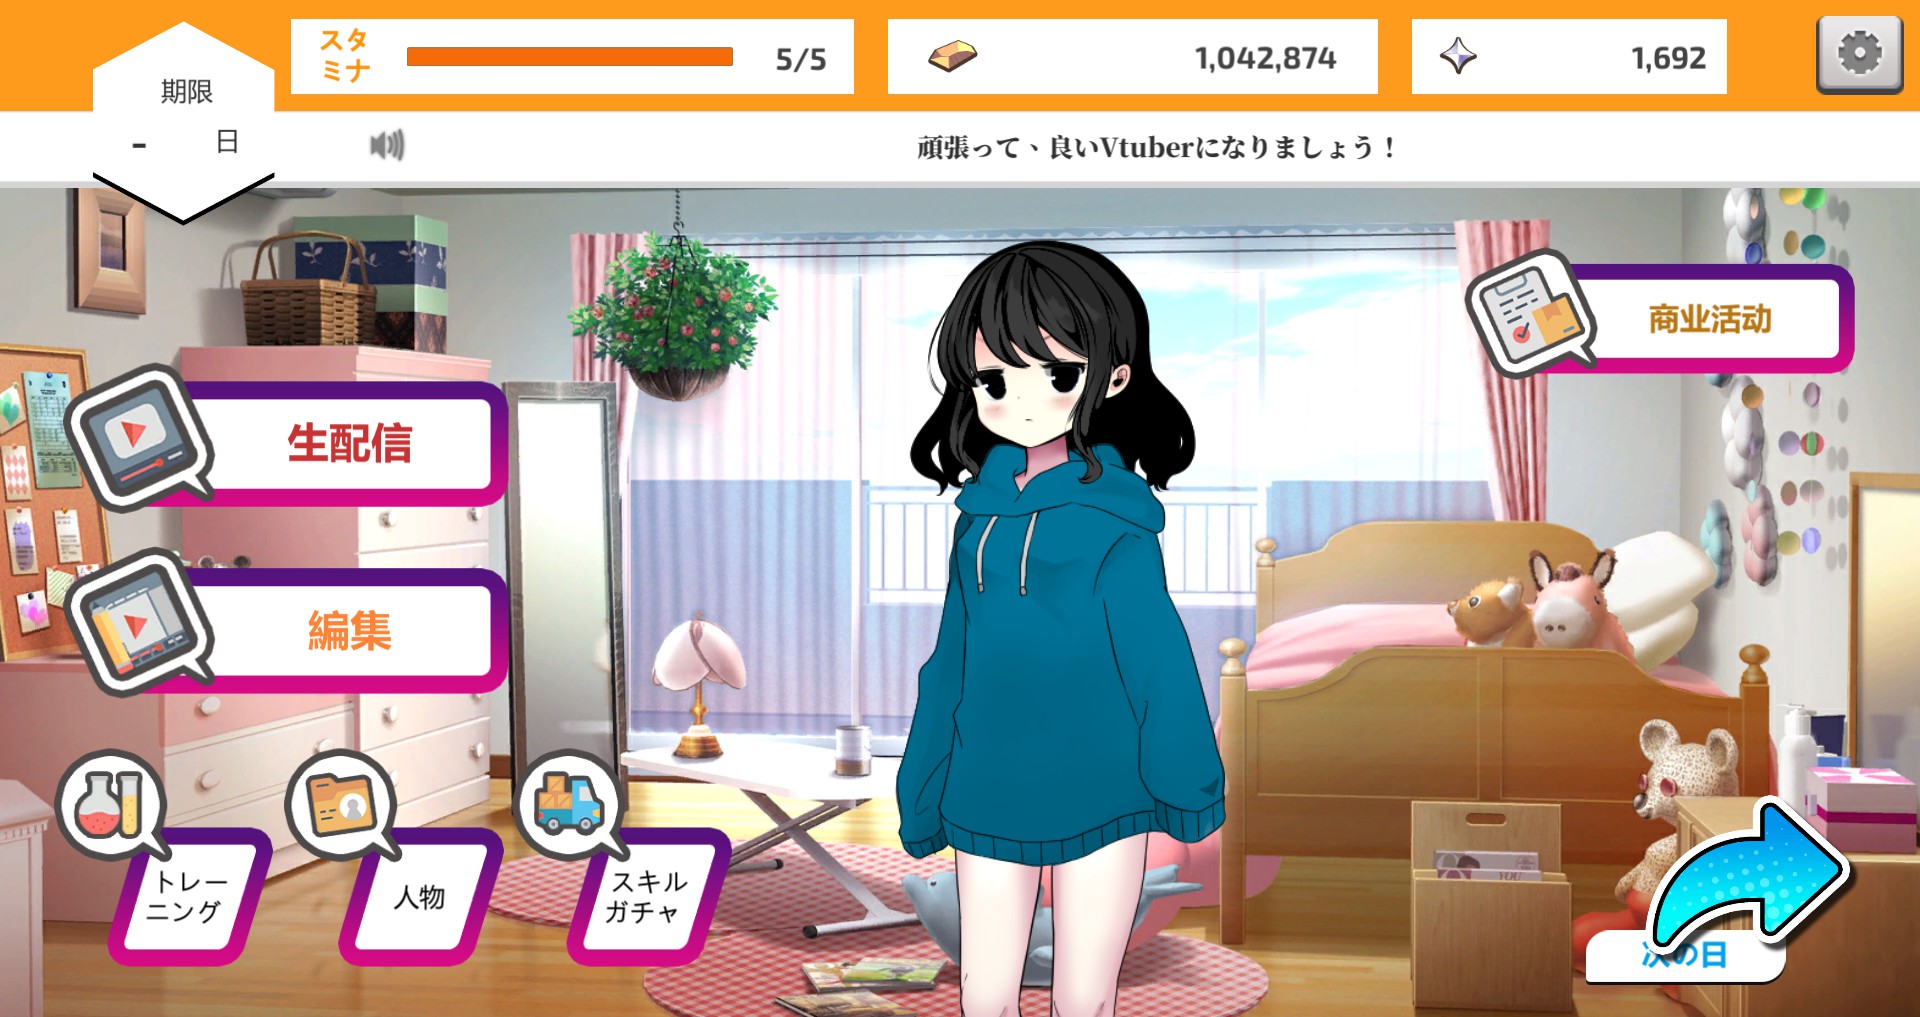 スタ
ミナ
5/5
1,042,874
1,692
期限
- 日
頑張って、良いVtuberになりましょう！
商业活动
生配信
編集
トレー
ニング
人物
スキル
ガチャ
YOU
次の日